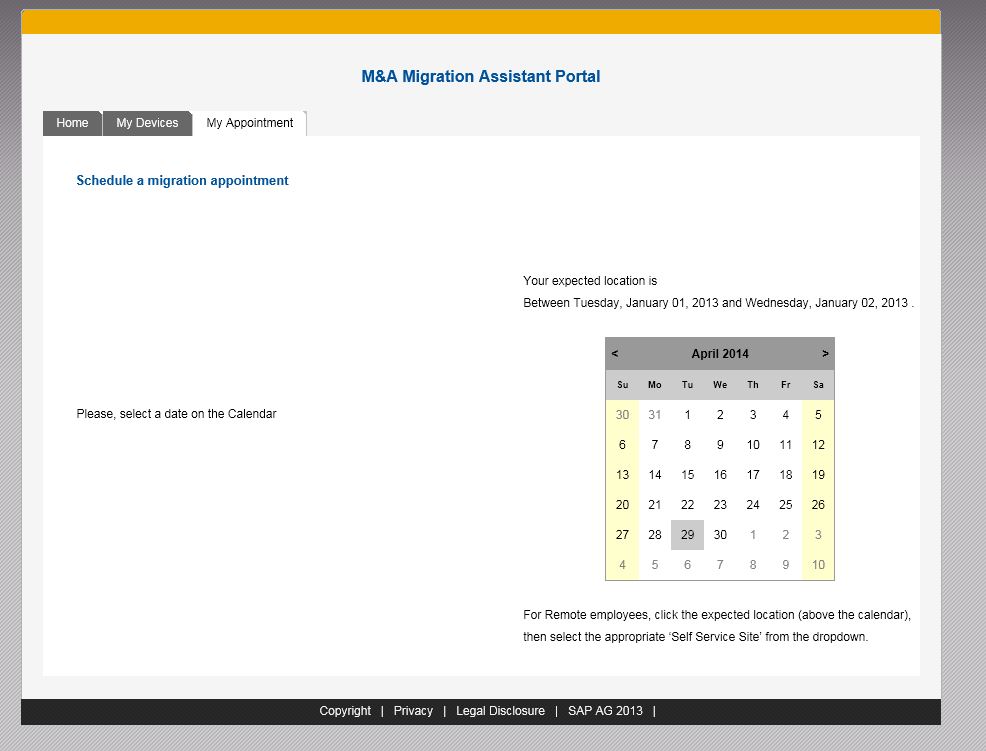 M&A Migration Assistant Portal
Home My Devices My Appointment
Schedule a migration appointment
Your expected location is
Between Tuesday, January 01, 2013 and Wednesday, January 02, 2013 .
Please, select a date on the Calendar
< April 2014 >
Su Mo Tu We Th Fr Sa
30 31 1 2 3 4 5
6 7 8 9 10 11 12
13 14 15 16 17 18 19
20 21 22 23 24 25 26
27 28 29 30 1 2 3
4 5 6 7 8 9 10
For Remote employees, click the expected location (above the calendar),
then select the appropriate ‘Self Service Site’ from the dropdown.
Copyright | Privacy | Legal Disclosure | SAP AG 2013 |